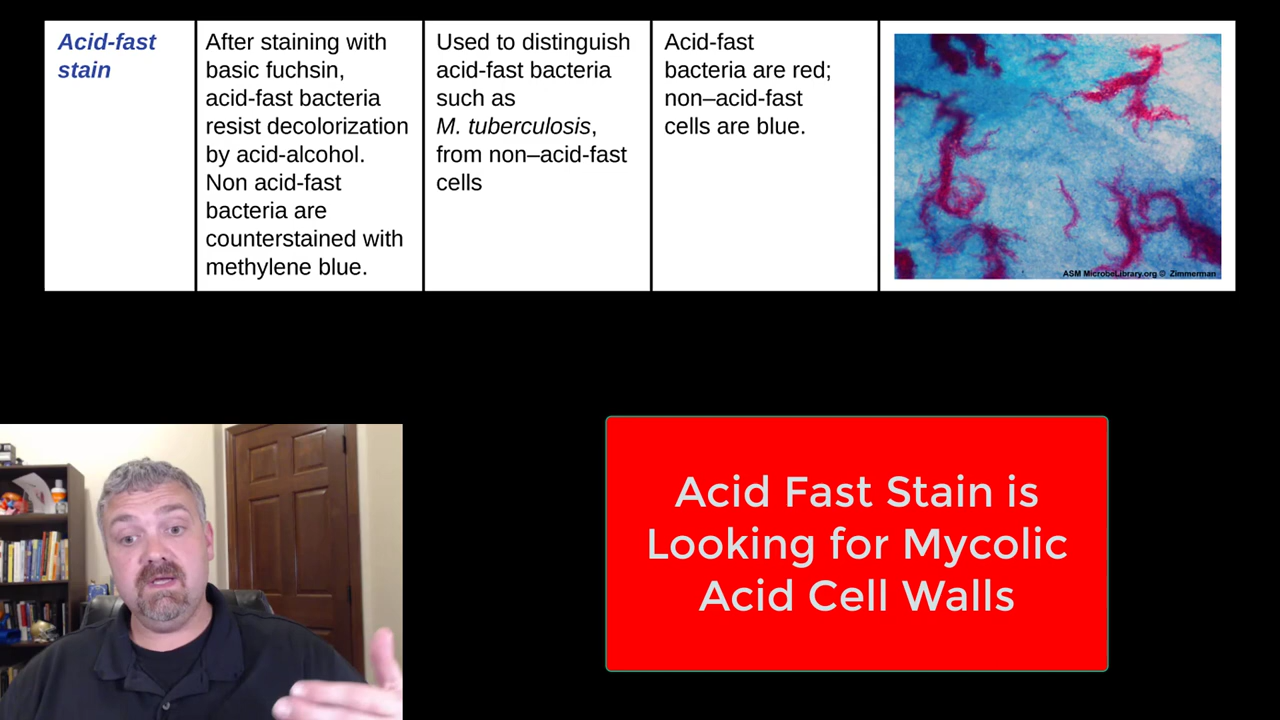 Acid-fast
stain
After staining with
basic fuchsin,
acid-fast bacteria
resist decolorization
by acid-alcohol.
Non acid-fast
bacteria are
counterstained with
methylene blue.
Used to distinguish
acid-fast bacteria
such as
M. tuberculosis,
from non–acid-fast
cells
Acid-fast
bacteria are red;
non–acid-fast
cells are blue.
ASM MicrobeLibrary.org © Zimmerman
Acid Fast Stain is
Looking for Mycolic
Acid Cell Walls